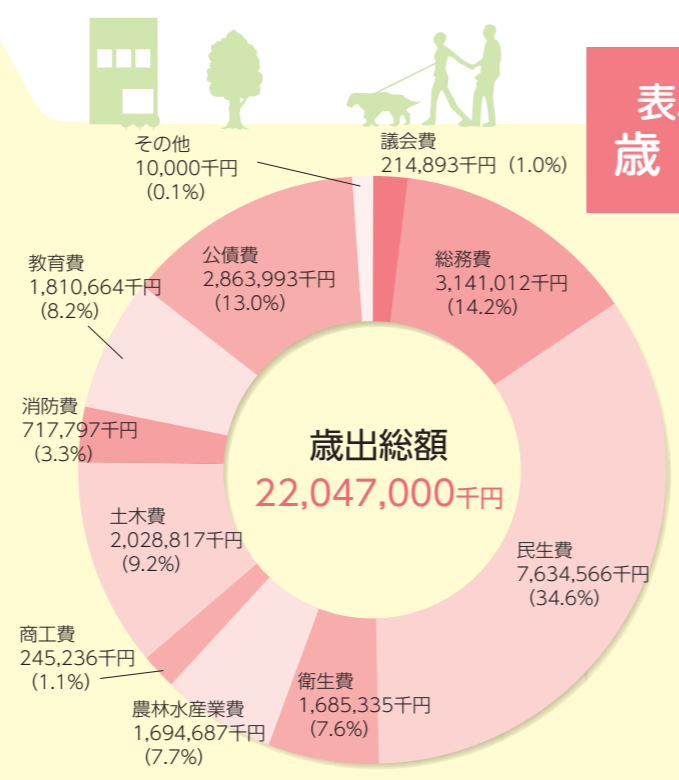 表
歳
議会費
214,893千円（1.0%）
総務費
3,141,012千円
（14.2%）
民生費
7,634,566千円
（34.6%）
衛生費
1,685,335千円
（7.6%）
農林水産業費
1,694,687千円
（7.7%）
商工費
245,236千円
（1.1%）
土木費
2,028,817千円
（9.2%）
消防費
717,797千円
（3.3%）
教育費
1,810,664千円
（8.2%）
公債費
2,863,993千円
（13.0%）
その他
10,000千円
（0.1%）
歳出総額
22,047,000千円